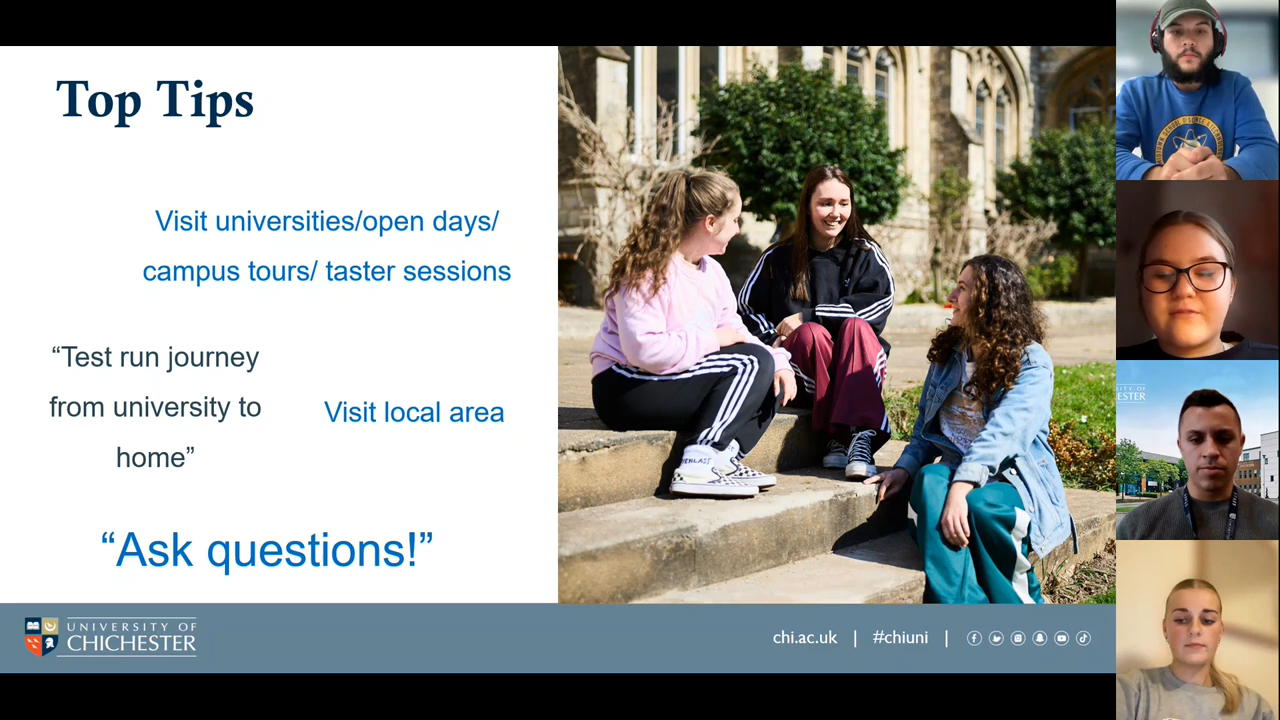 Top Tips
Visit universities/open days/
campus tours/ taster sessions
“Test run journey
from university to
home”
Visit local area
“Ask questions!”
UNIVERSITY OF
CHICHESTER
chi.ac.uk | #chiuni |